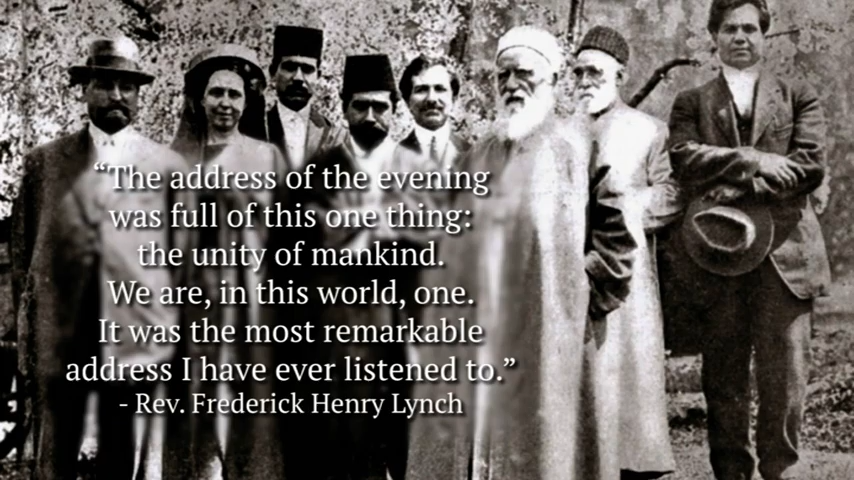 “The address of the evening
was full of this one thing:
the unity of mankind.
We are, in this world, one.
It was the most remarkable
address I have ever listened to.”
- Rev. Frederick Henry Lynch